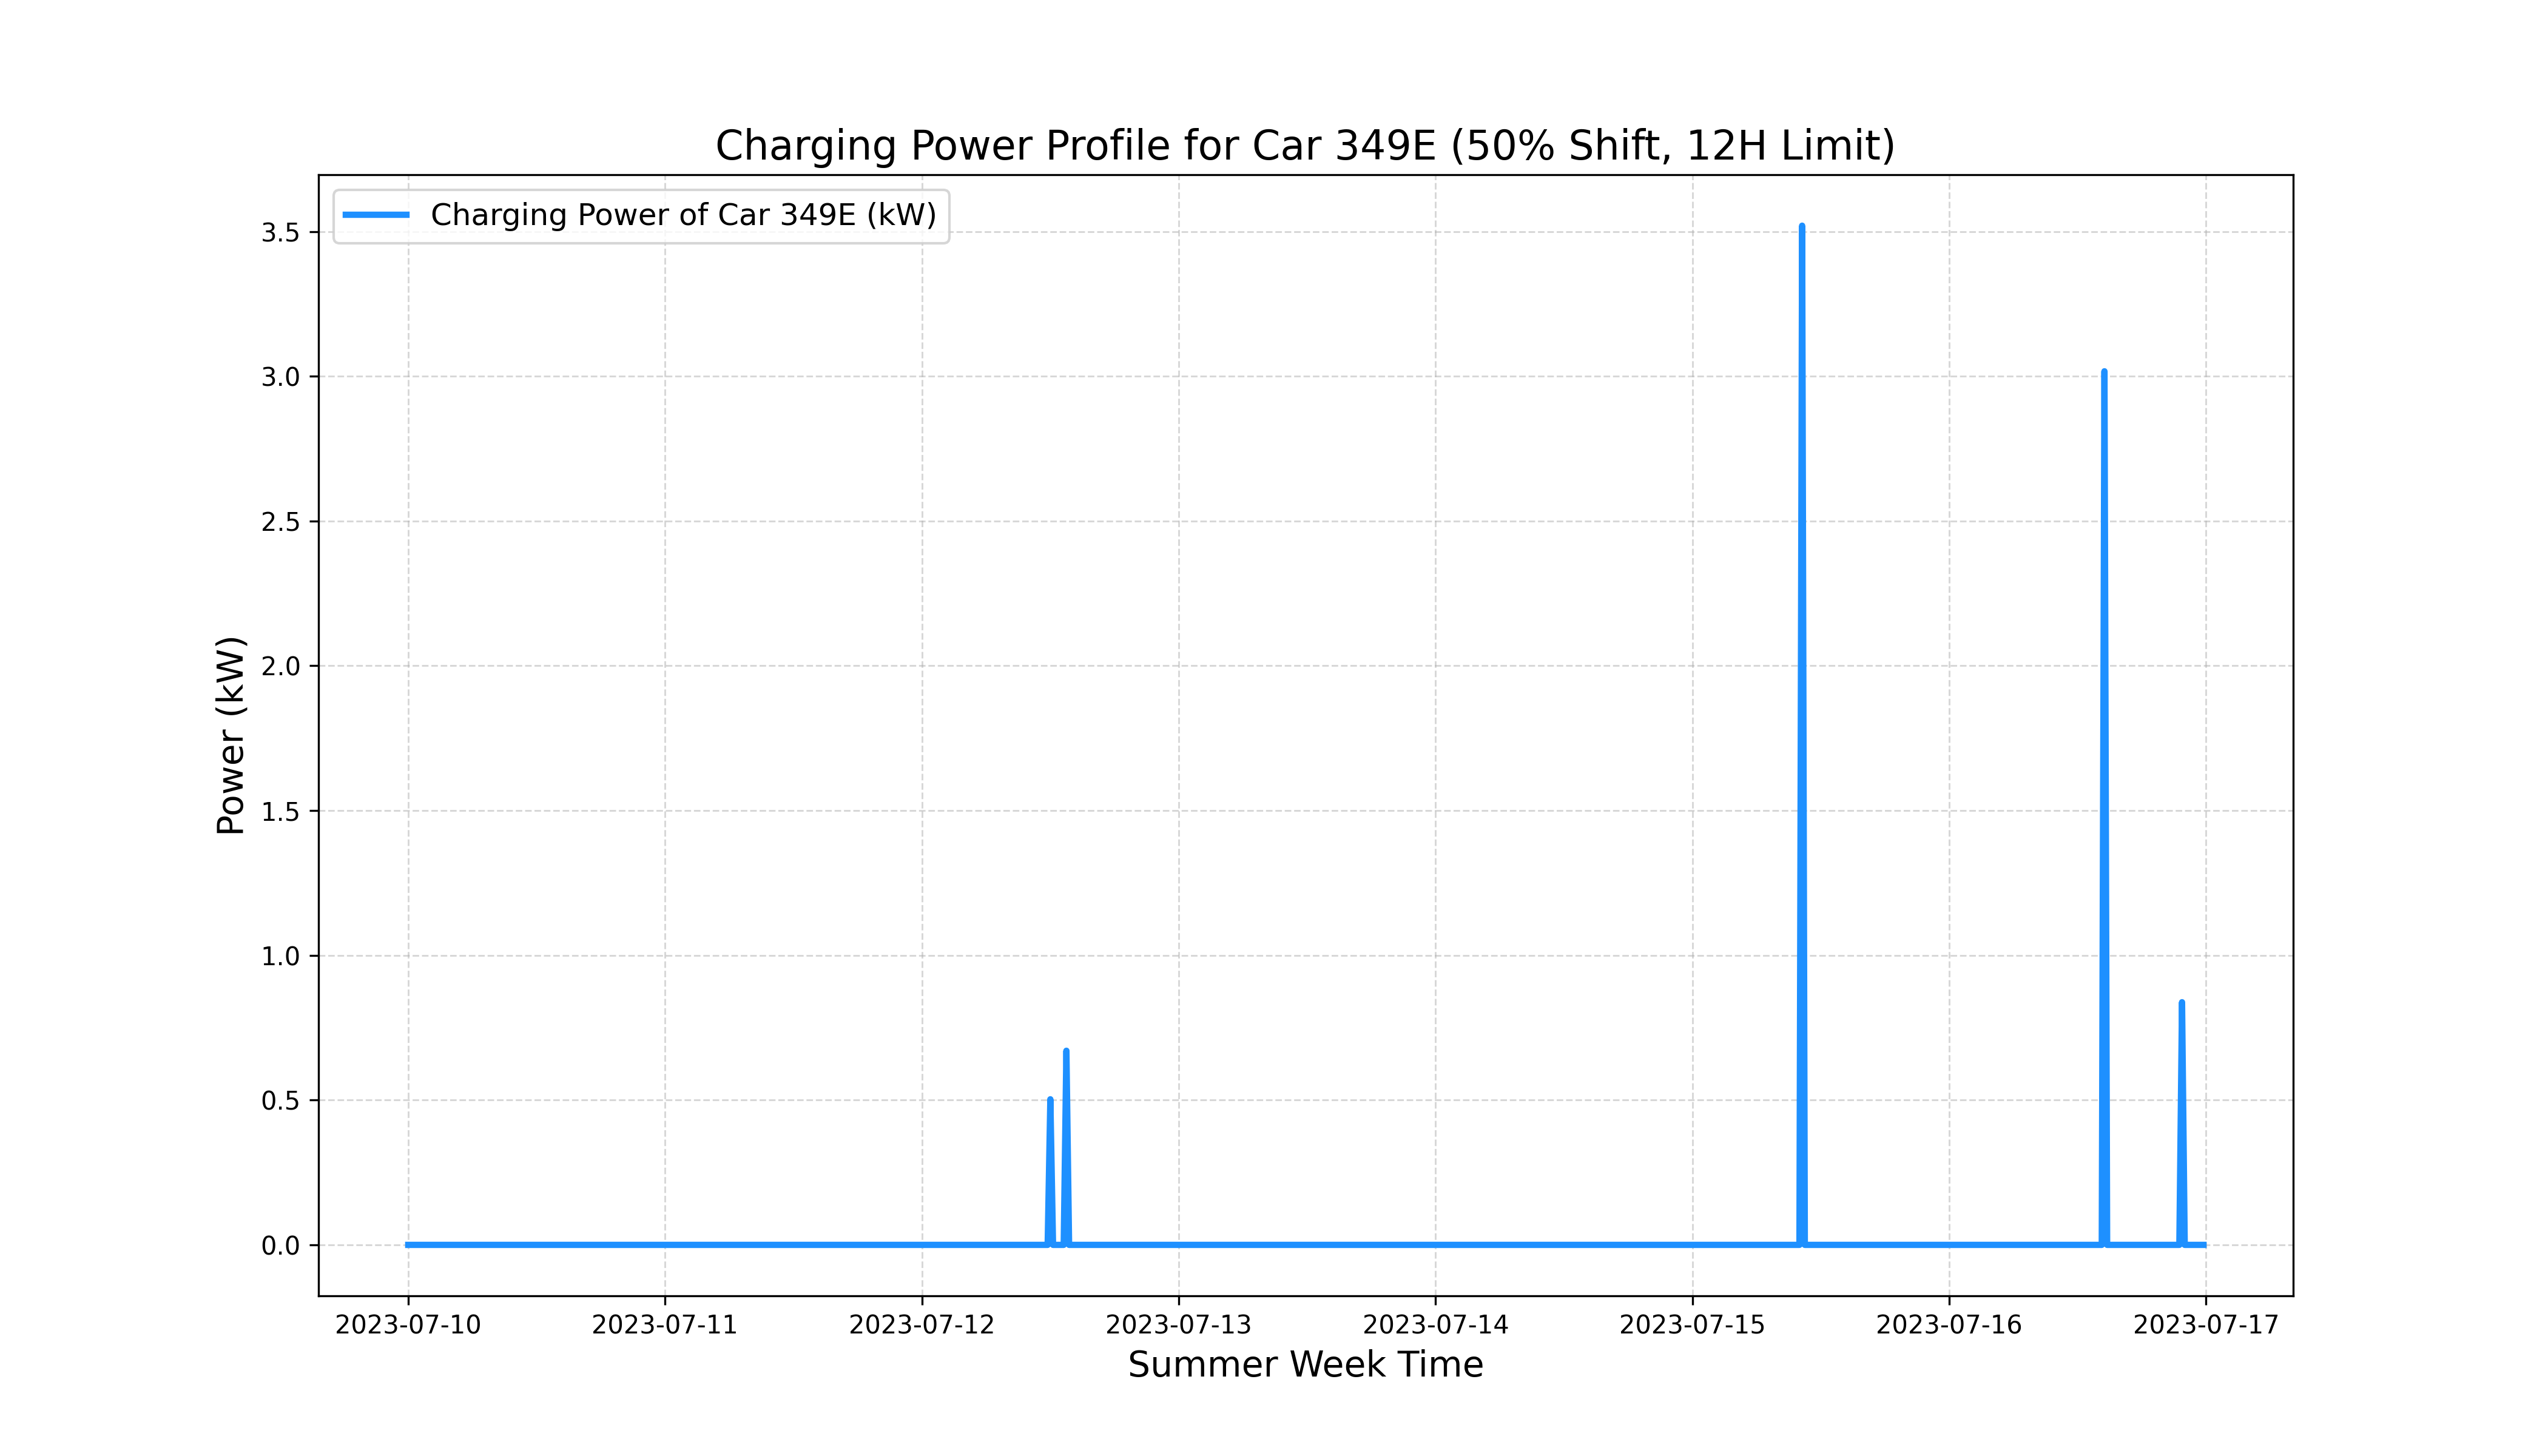 Charging Power Profile for Car 349E (50% Shift, 12H Limit)
Charging Power of Car 349E (kW)
Power (kW)
3.5
3.0
2.5
2.0
1.5
1.0
0.5
0.0
2023-07-10 2023-07-11 2023-07-12 2023-07-13 2023-07-14 2023-07-15 2023-07-16 2023-07-17
Summer Week Time